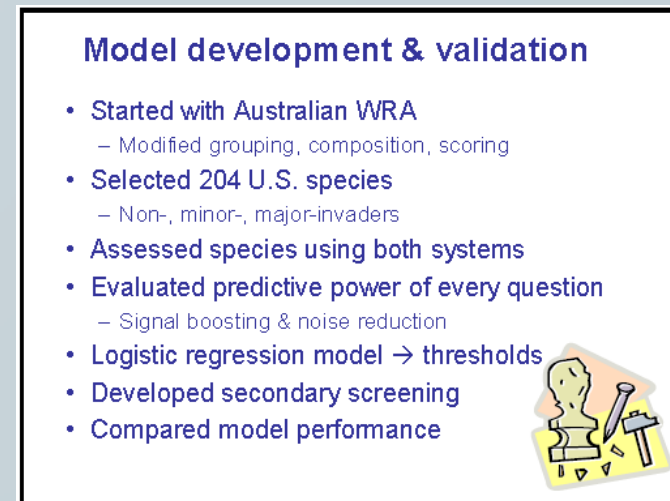 Model development & validation
• Started with Australian WRA
– Modified grouping, composition, scoring
• Selected 204 U.S. species
– Non-, minor-, major-invaders
• Assessed species using both systems
• Evaluated predictive power of every question
– Signal boosting & noise reduction
• Logistic regression model → thresholds
• Developed secondary screening
• Compared model performance